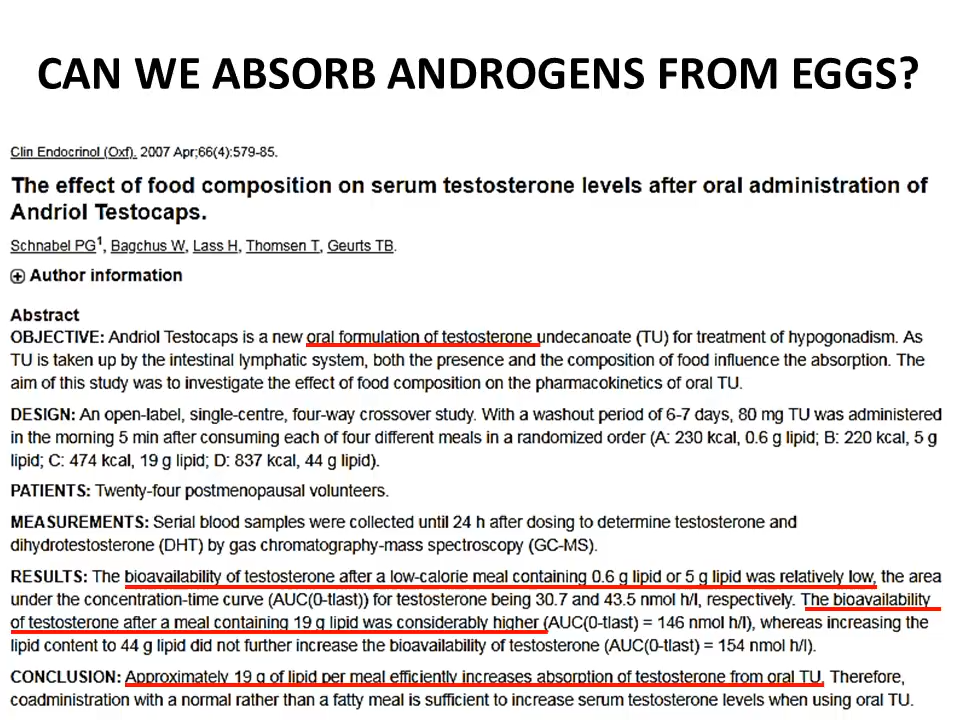 CAN WE ABSORB ANDROGENS FROM EGGS?
Clin Endocrinol (Oxf). 2007 Apr;66(4):579-85.
The effect of food composition on serum testosterone levels after oral administration of
Andriol Testocaps.
Schnabel PG1, Bagchus W, Lass H, Thomsen T, Geurts TB.
Author information
Abstract
OBJECTIVE: Andriol Testocaps is a new oral formulation of testosterone undecanoate (TU) for treatment of hypogonadism. As
TU is taken up by the intestinal lymphatic system, both the presence and the composition of food influence the absorption. The
aim of this study was to investigate the effect of food composition on the pharmacokinetics of oral TU.
DESIGN: An open-label, single-centre, four-way crossover study. With a washout period of 6-7 days, 80 mg TU was administered
in the morning 5 min after consuming each of four different meals in a randomized order (A: 230 kcal, 0.6 g lipid; B: 220 kcal, 5 g
lipid; C: 474 kcal, 19 g lipid; D: 837 kcal, 44 g lipid).
PATIENTS: Twenty-four postmenopausal volunteers.
MEASUREMENTS: Serial blood samples were collected until 24 h after dosing to determine testosterone and
dihydrotestosterone (DHT) by gas chromatography-mass spectroscopy (GC-MS).
RESULTS: The bioavailability of testosterone after a low-calorie meal containing 0.6 g lipid or 5 g lipid was relatively low, the area
under the concentration-time curve (AUC(0-tlast)) for testosterone being 30.7 and 43.5 nmol h/l, respectively. The bioavailability
of testosterone after a meal containing 19 g lipid was considerably higher (AUC(0-tlast) = 146 nmol h/l), whereas increasing the
lipid content to 44 g lipid did not further increase the bioavailability of testosterone (AUC(0-tlast) = 154 nmol h/l).
CONCLUSION: Approximately 19 g of lipid per meal efficiently increases absorption of testosterone from oral TU. Therefore,
coadministration with a normal rather than a fatty meal is sufficient to increase serum testosterone levels when using oral TU.